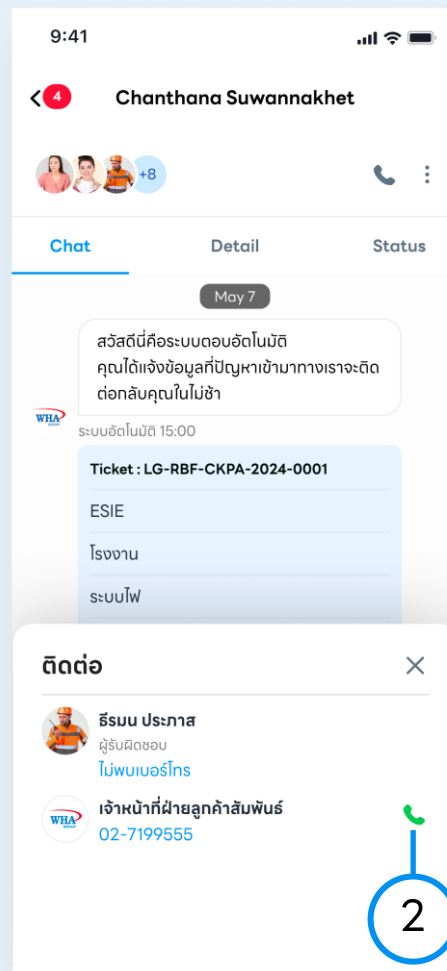 9:41
4
Chanthana Suwannakhet
+8
Chat Detail Status
May 7
สวัสดีนี่คือระบบตอบอัตโนมัติ
คุณได้แจ้งข้อมูลที่ปัญหาเข้ามาทางเราจะติด
ต่อกลับคุณในไม่ช้า
WHA
GROUP
ระบบอัตโนมัติ 15:00
Ticket : LG-RBF-CKPA-2024-0001
ESIE
โรงงาน
ระบบไฟ
ติดต่อ
ธีรมน ประภาส
ผู้รับผิดชอบ
ไม่พบเบอร์โทร
เจ้าหน้าที่ฝ่ายลูกค้าสัมพันธ์
WHA
GROUP
02-7199555
2